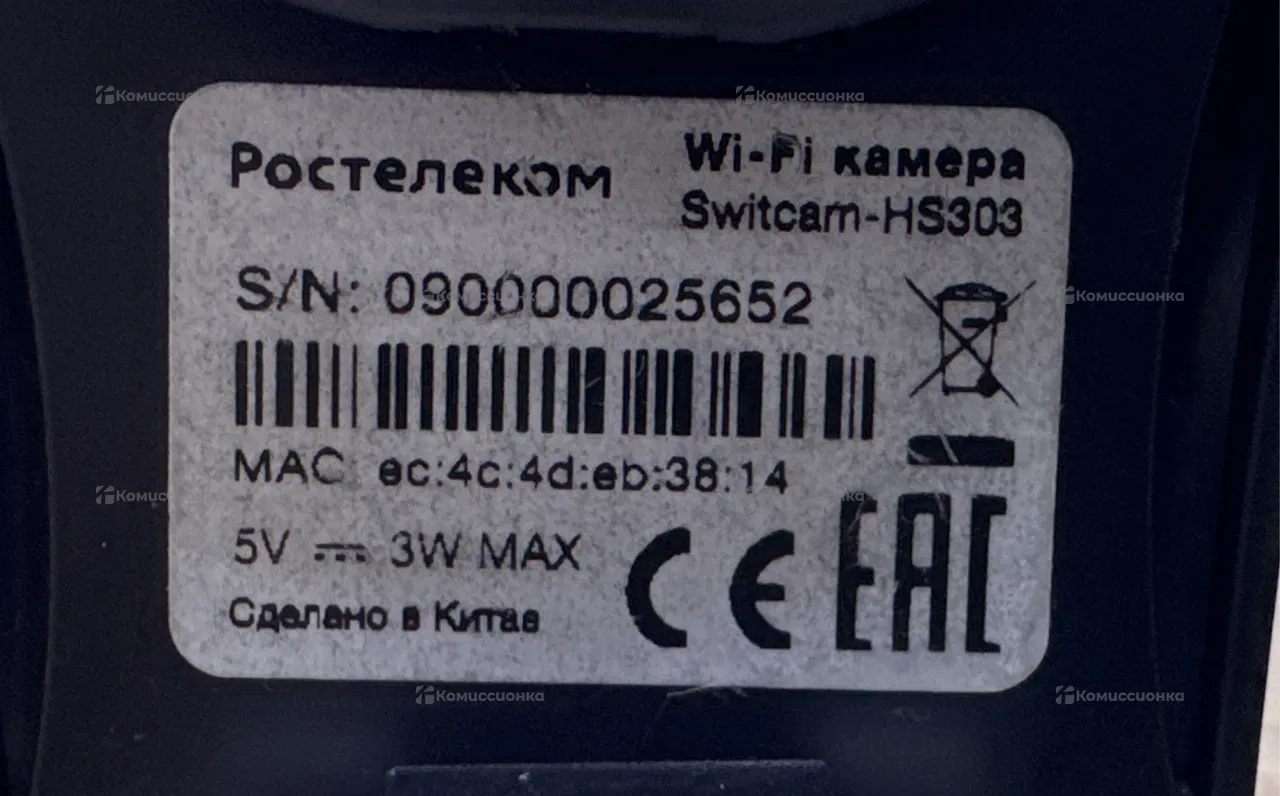 Ростелеком
Wi-Fi камера
Switcam-HS303
S/N: 090000025652
MAC: ec:4c:4d:eb:38:14
5V 3W MAX
Сделано в Китае
CE EAC
Комиссионка
Комиссионка
Комиссионка
Комиссионка
Комиссионка